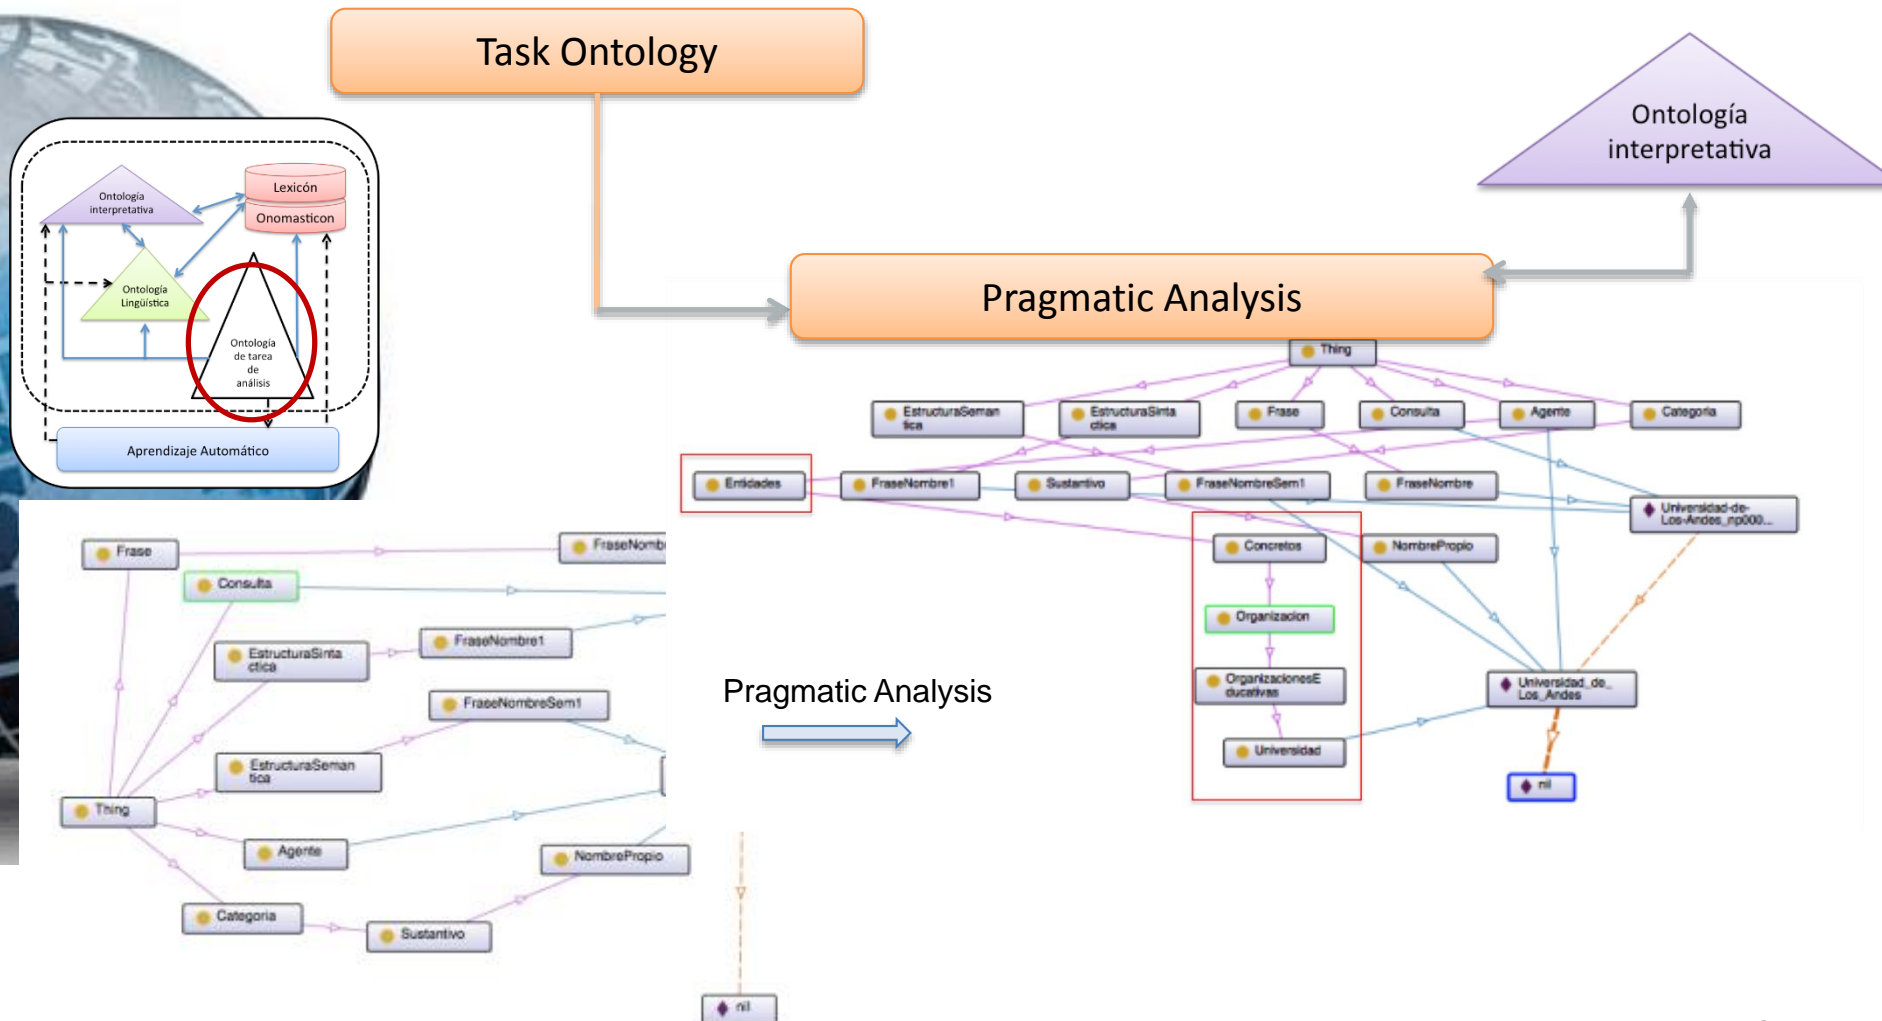 Task Ontology
Ontología
interpretativa
Ontología
interpretativa
Lexicón
Onomasticon
Ontología
Lingüística
Ontología
de tarea
de
análisis
Aprendizaje Automático
Pragmatic Analysis
Thing
EstructuraSeman
tica
EstructuraSinta
ctica
Frase
Consulta
Agente
Categoria
Entidades
FraseNombre1
Sustantivo
FraseNombreSem1
FraseNombre
Universidad-de-
Los-Andes_np000...
Concretos
NombrePropio
Organizacion
OrganizacionesE
ducativas
Universidad
Universidad_de_
Los_Andes
nil
Pragmatic Analysis
Frase
FraseNomb
Consulta
EstructuraSinta
ctica
FraseNombre1
FraseNombreSem1
EstructuraSeman
tica
Thing
Agente
NombrePropio
Categoria
Sustantivo
nil